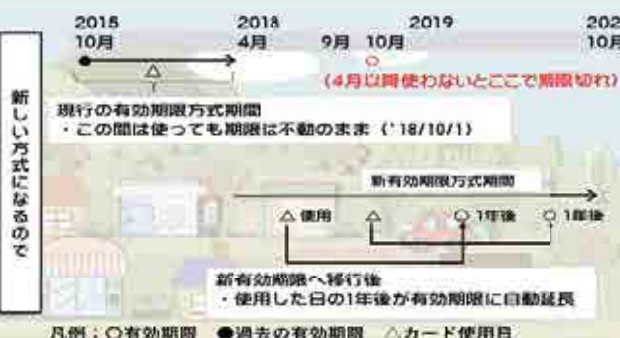 2015
10月
2018
4月
9月 10月
2019
202
10月
(4月以降使わないとここで期限切れ)
新しい方式になるので
現行の有効期限方式期間
・この間は使っても期限は不動のまま ('18/10/1)
新有効期限方式期間
△ 使用
△
○ 1年後
○ 1年後
新有効期限へ移行後
・使用した日の1年後が有効期限に自動延長
凡例:○有効期限 ●過去の有効期限 △カード使用日